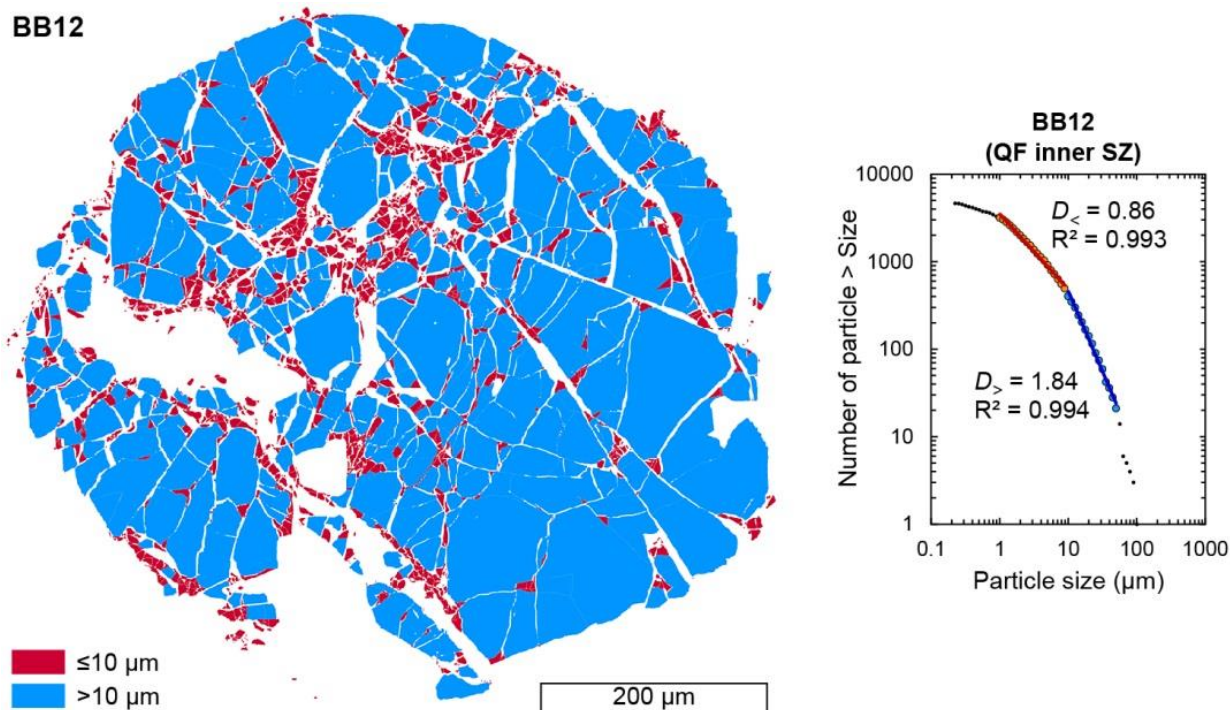 BB12
≤10 µm
>10 µm
200 µm
BB12
(QF inner SZ)
Number of particle > Size
10000
1000
100
10
1
D< = 0.86
R² = 0.993
D> = 1.84
R² = 0.994
0.1 1 10 100 1000
Particle size (µm)